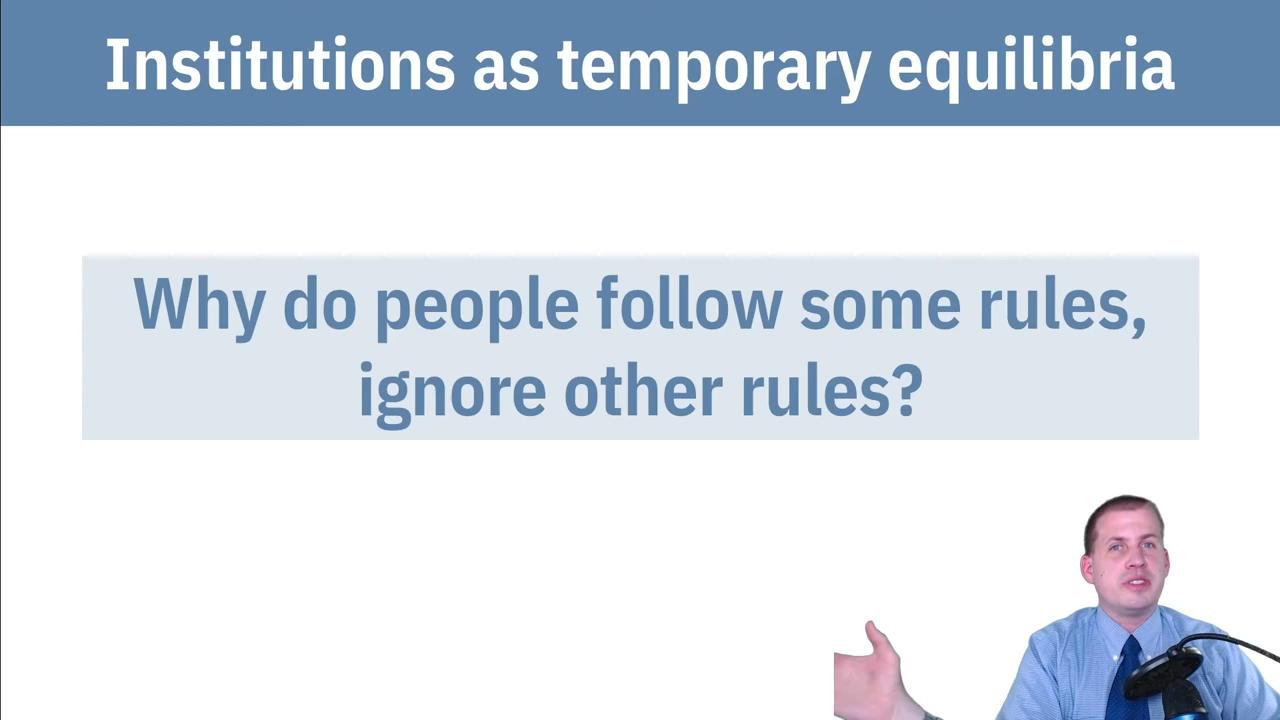 Institutions as temporary equilibria
Why do people follow some rules,
ignore other rules?